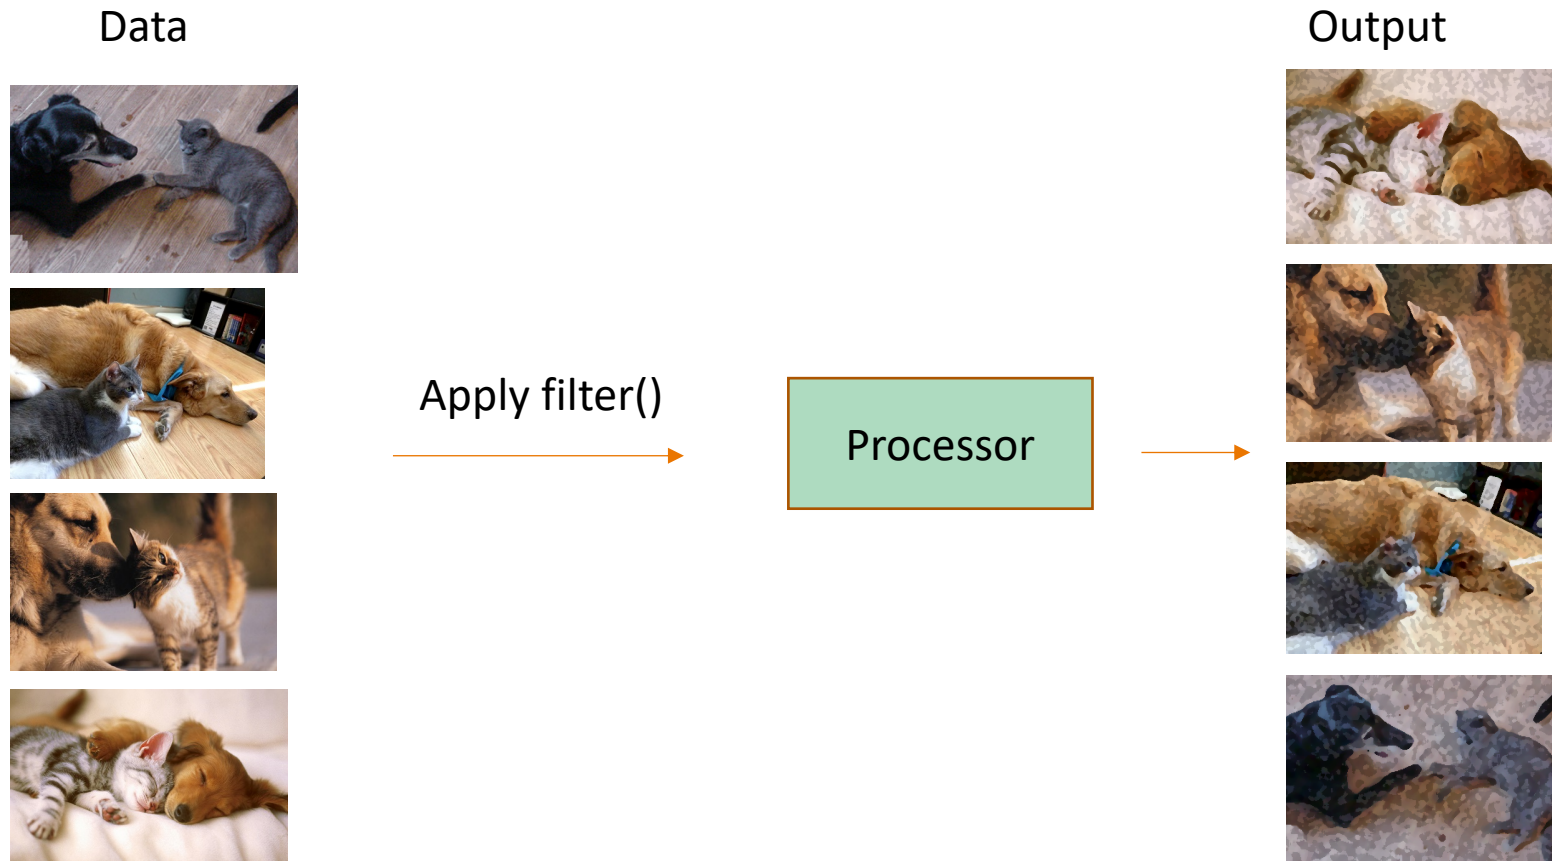 Data
Output
Apply filter()
Processor